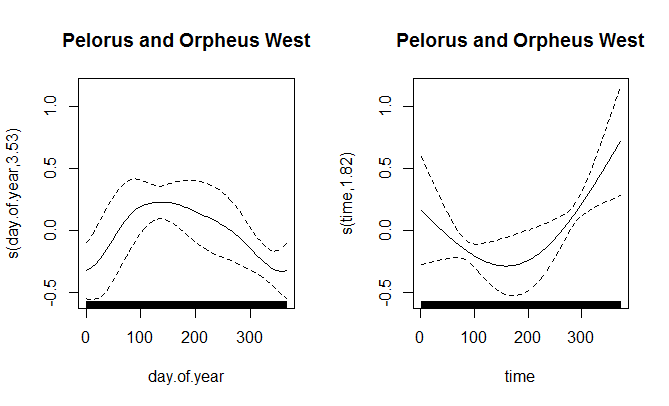 Pelorus and Orpheus West
s(day.of.year,3.53)
1.0
0.5
0.0
-0.5
0 100 200 300
day.of.year
Pelorus and Orpheus West
s(time,1.82)
1.0
0.5
0.0
-0.5
0 100 200 300
time